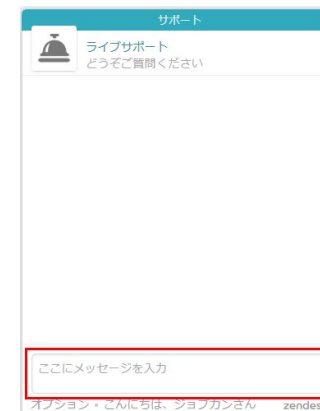 サポート
ライブサポート
どうぞご質問ください
ここにメッセージを入力
オプション・こんにちは。ジョブカンさん zendes